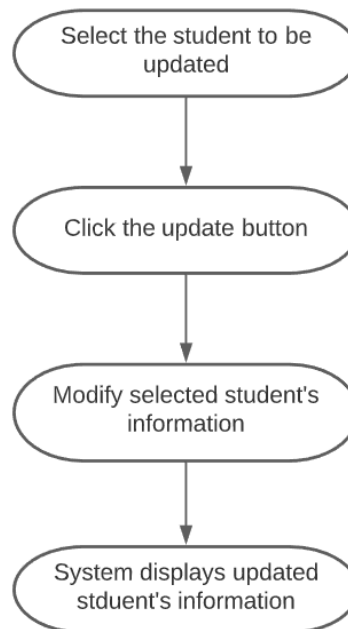 Select the student to be
updated
Click the update button
Modify selected student's
information
System displays updated
stduent's information